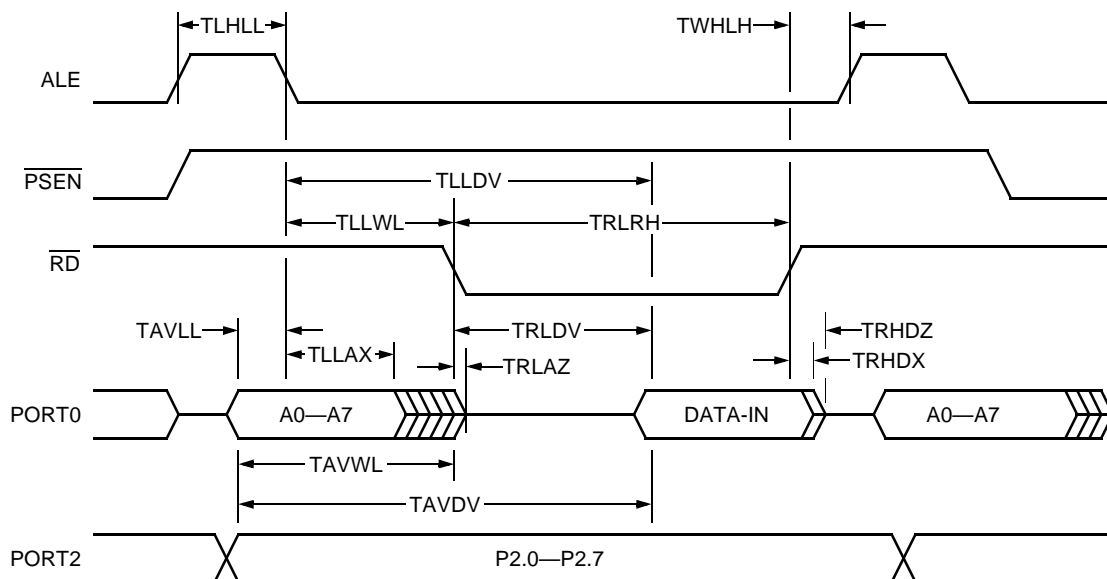 TLHLL
TWHLH
ALE
PSEN
TLLDV
TLLWL
TRLRH
RD
TAVLL
TRLDV
TRHDZ
TLLAX
TRLAZ
TRHDX
PORT0
A0—A7
DATA-IN
A0—A7
TAVWL
TAVDV
PORT2
P2.0—P2.7